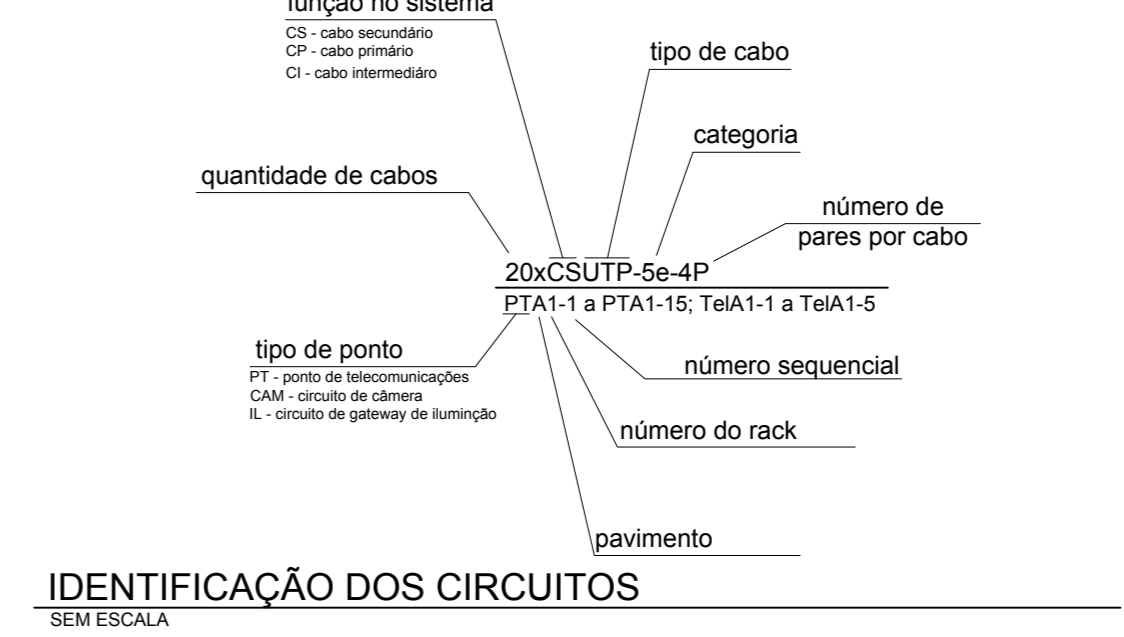 função no sistema
CS - cabo secundário
CP - cabo primário
CI - cabo intermediáro
tipo de cabo
categoria
quantidade de cabos
número de
pares por cabo
20xCSUTP-5e-4P
PTA1-1 a PTA1-15; TelA1-1 a TelA1-5
tipo de ponto
PT - ponto de telecomunicações
CAM - circuito de câmera
IL - circuito de gateway de iluminção
número sequencial
número do rack
pavimento
IDENTIFICAÇÃO DOS CIRCUITOS
SEM ESCALA